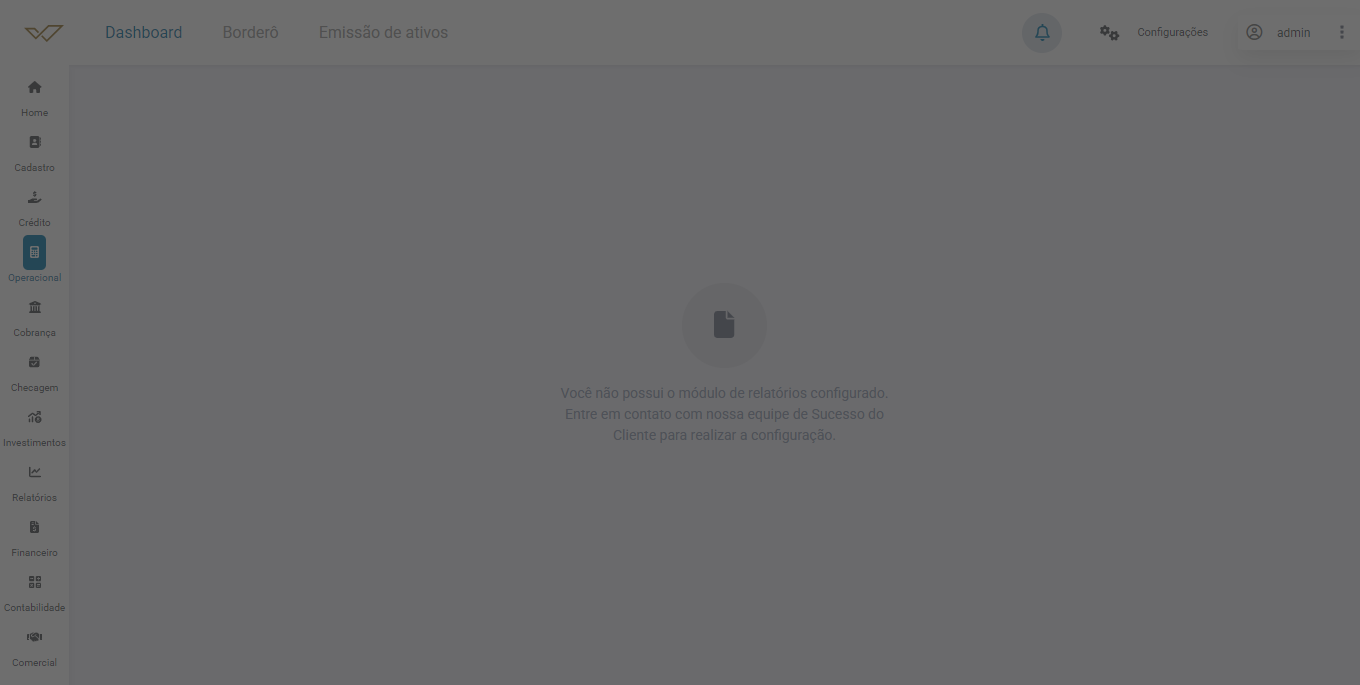 Dashboard Borderô Emissão de ativos Configurações admin
Home
Cadastro
Crédito
Operacional
Cobrança
Checagem
Investimentos
Relatórios
Financeiro
Contabilidade
Comercial
Você não possui o módulo de relatórios configurado.
Entre em contato com nossa equipe de Sucesso do
Cliente para realizar a configuração.